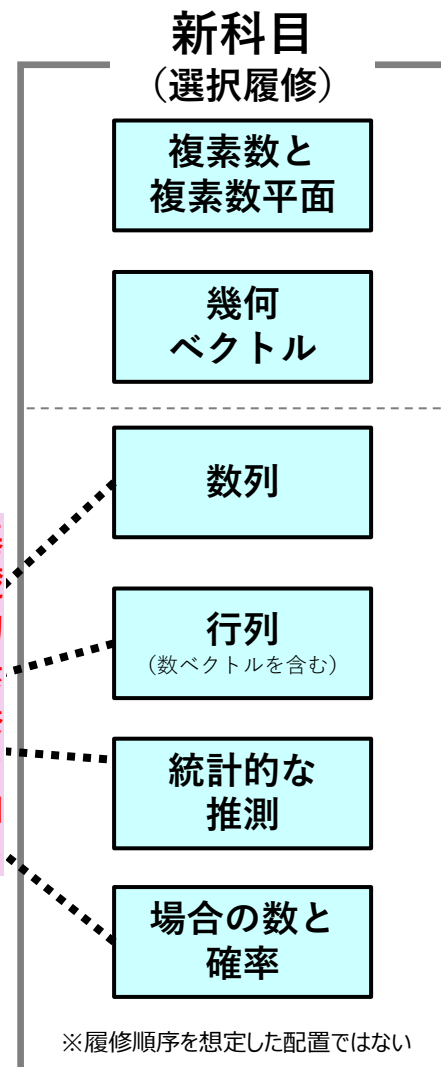 新科目
（選択履修）
複素数と
複素数平面
幾何
ベクトル
数列
行列
（数ベクトルを含む）
統計的な
推測
場合の数と
確率
※履修順序を想定した配置ではない